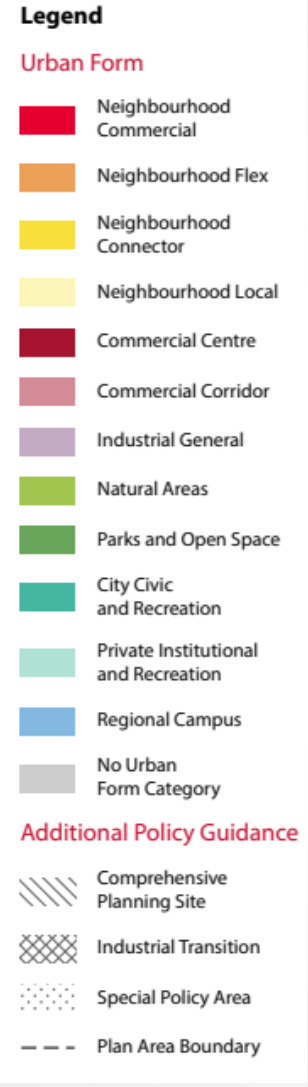 Legend
Urban Form
Neighbourhood
Commercial
Neighbourhood Flex
Neighbourhood
Connector
Neighbourhood Local
Commercial Centre
Commercial Corridor
Industrial General
Natural Areas
Parks and Open Space
City Civic
and Recreation
Private Institutional
and Recreation
Regional Campus
No Urban
Form Category
Additional Policy Guidance
Comprehensive
Planning Site
Industrial Transition
Special Policy Area
Plan Area Boundary